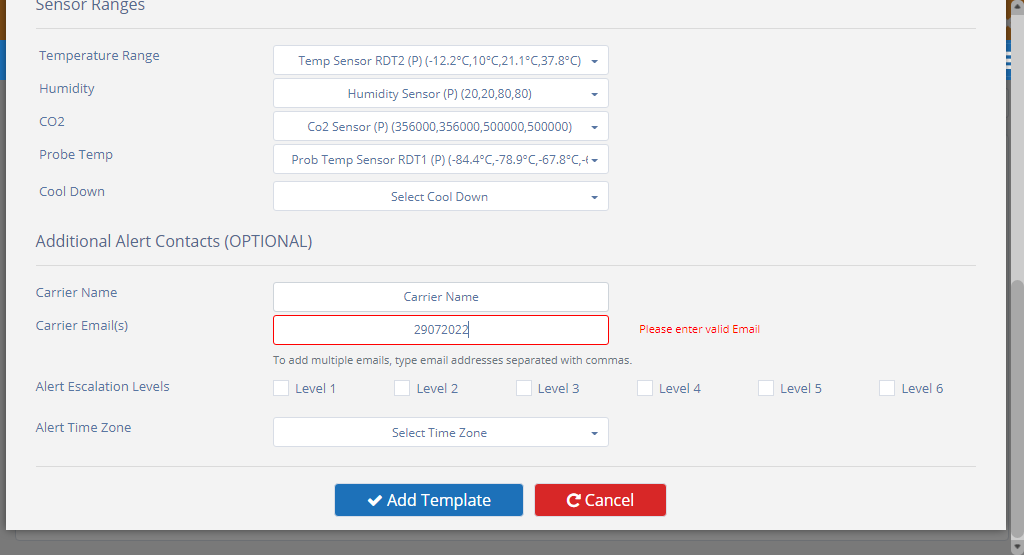 Sensor Ranges
Temperature Range
Temp Sensor RDT2 (P) (-12.2°C,10°C,21.1°C,37.8°C)
Humidity
Humidity Sensor (P) (20,20,80,80)
CO2
Co2 Sensor (P) (356000,356000,500000,500000)
Probe Temp
Prob Temp Sensor RDT1 (P) (-84.4°C,-78.9°C,-67.8°C,-
Cool Down
Select Cool Down
Additional Alert Contacts (OPTIONAL)
Carrier Name
Carrier Name
Carrier Email(s)
29072022
Please enter valid Email
To add multiple emails, type email addresses separated with commas.
Alert Escalation Levels
Level 1 Level 2 Level 3 Level 4 Level 5 Level 6
Alert Time Zone
Select Time Zone
Add Template Cancel